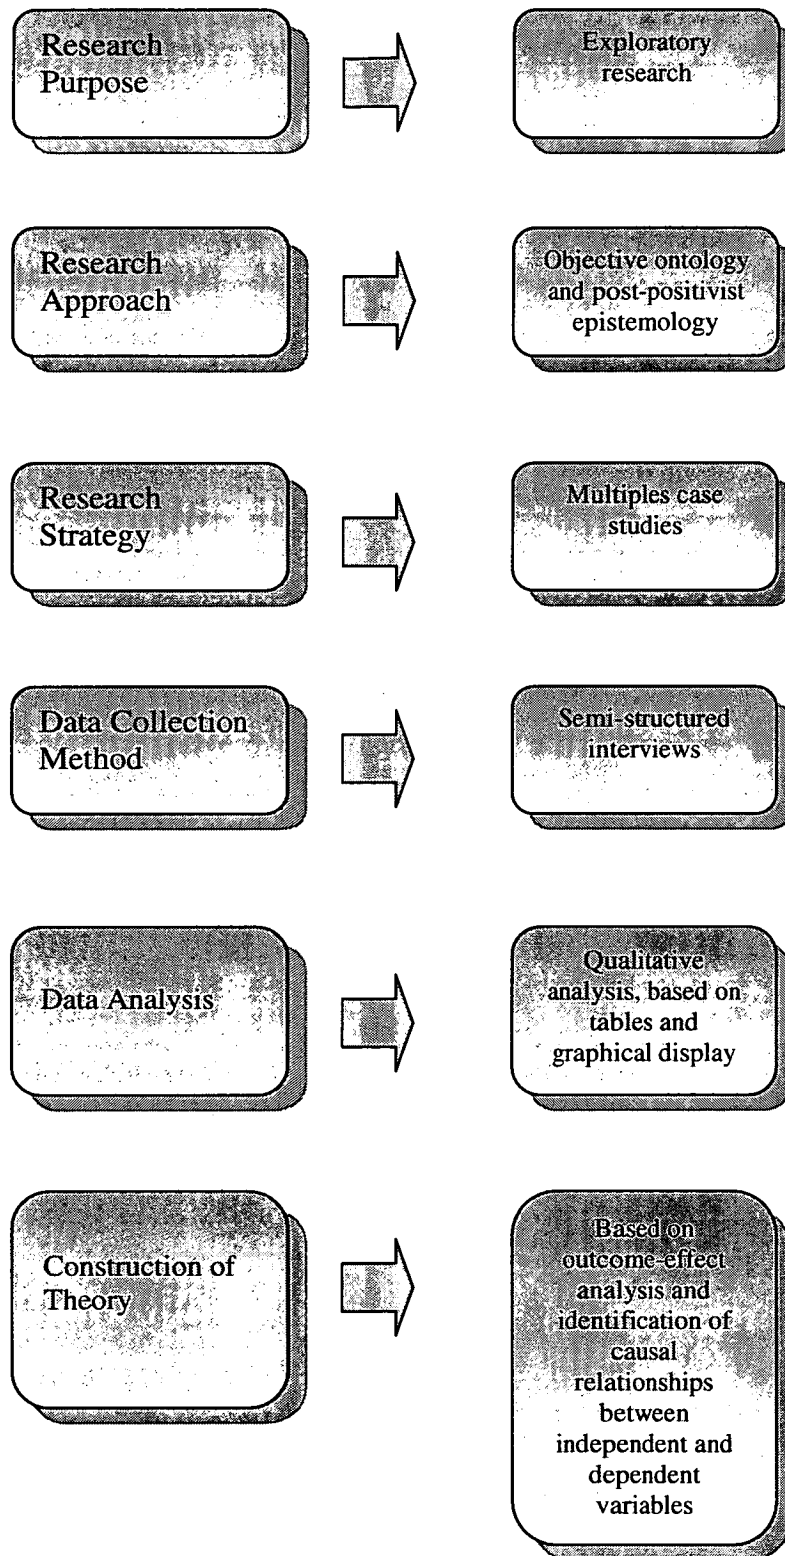 Research
Purpose
Exploratory
research
Research
Approach
Objective ontology
and post-positivist
epistemology
Research
Strategy
Multiples case
studies
Data Collection
Method
Semi-structured
interviews
Data Analysis
Qualitative
analysis, based on
tables and
graphical display
Construction of
Theory
Based on
outcome-effect
analysis and
identification of
causal
relationships
between
independent and
dependent
variables